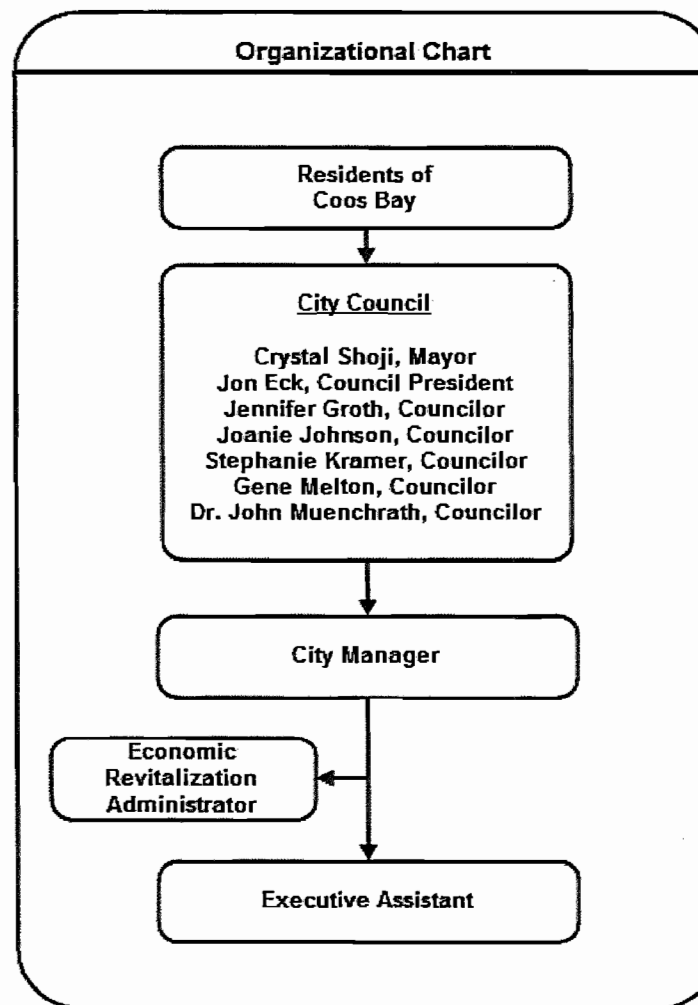 Organizational Chart
Residents of
Coos Bay
City Council
Crystal Shoji, Mayor
Jon Eck, Council President
Jennifer Groth, Councilor
Joanie Johnson, Councilor
Stephanie Kramer, Councilor
Gene Melton, Councilor
Dr. John Muenchrath, Councilor
City Manager
Economic
Revitalization
Administrator
Executive Assistant